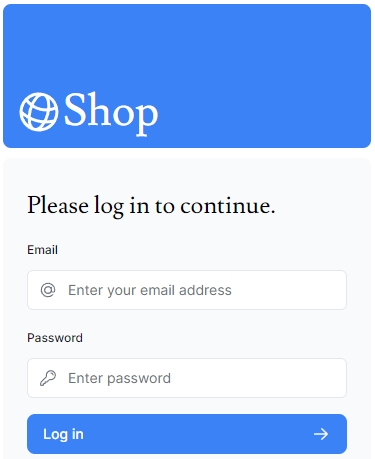 Shop
Please log in to continue.
Email
Enter your email address
Password
Enter password
Log in